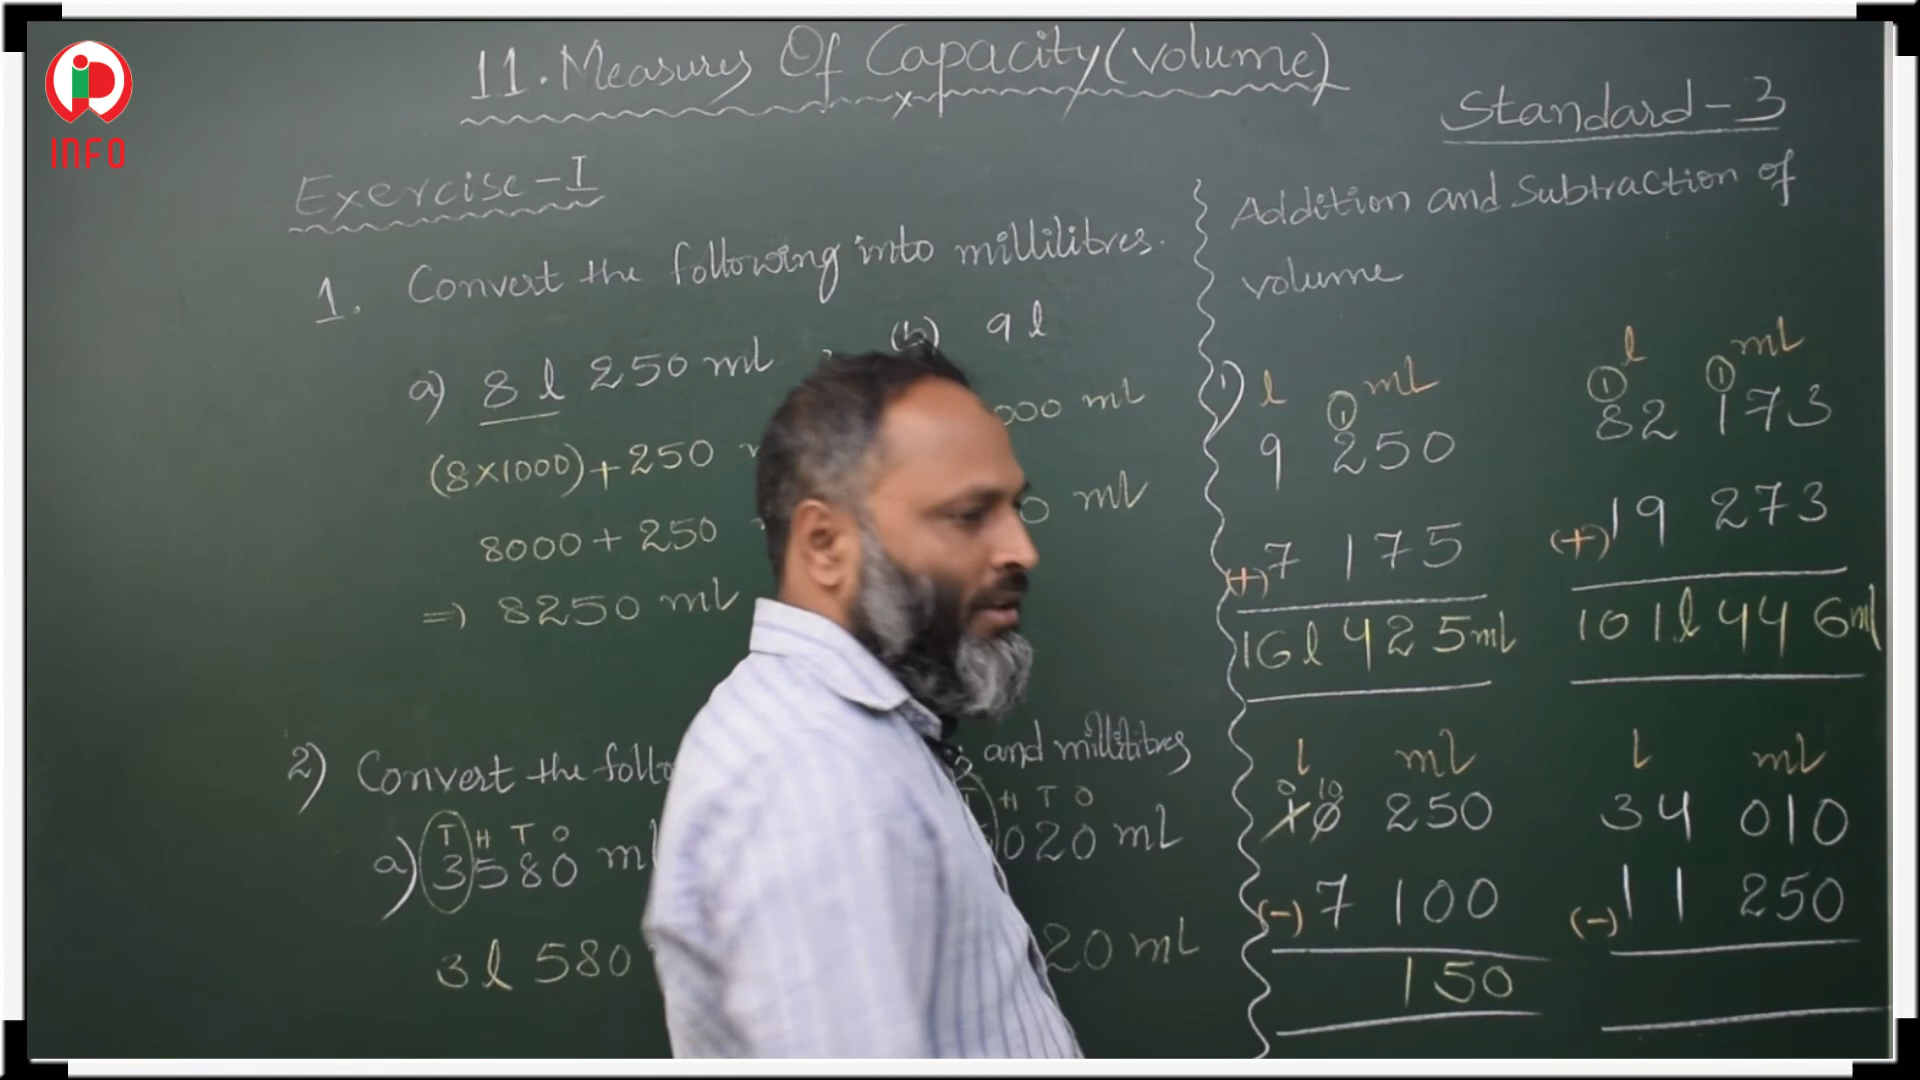 INFO
11. Measures Of Capacity (volume)
Standard - 3
Exercise - I
1. Convert the following into millilitres.
a) 8 l 250 ml
(8×1000) + 250
8000 + 250
⇒ 8250 ml
(b) 9 l
000 ml
0 ml
2) Convert the and millilitres
T H T O
a) 3580
3 l 580
H T O
020 ml
20 ml
Addition and Subtraction of
volume
1) l ml
1
9 250
(+) 7 175
16 l 425 ml
l ml
1 1
82 173
(+) 19 273
101 l 446 ml
l ml
0 10
10 250
(-) 7 100
150
l ml
34 010
(-) 11 250